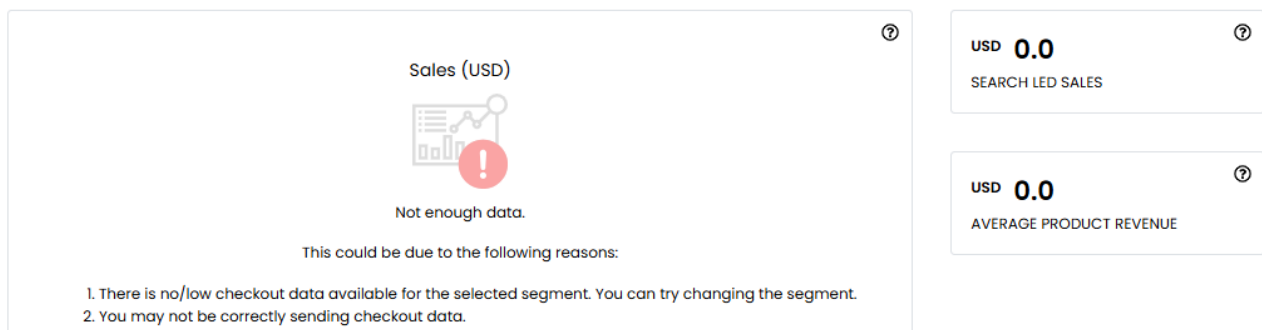 Sales (USD)
Not enough data.
This could be due to the following reasons:
1. There is no/low checkout data available for the selected segment. You can try changing the segment.
2. You may not be correctly sending checkout data.
USD 0.0
SEARCH LED SALES
USD 0.0
AVERAGE PRODUCT REVENUE